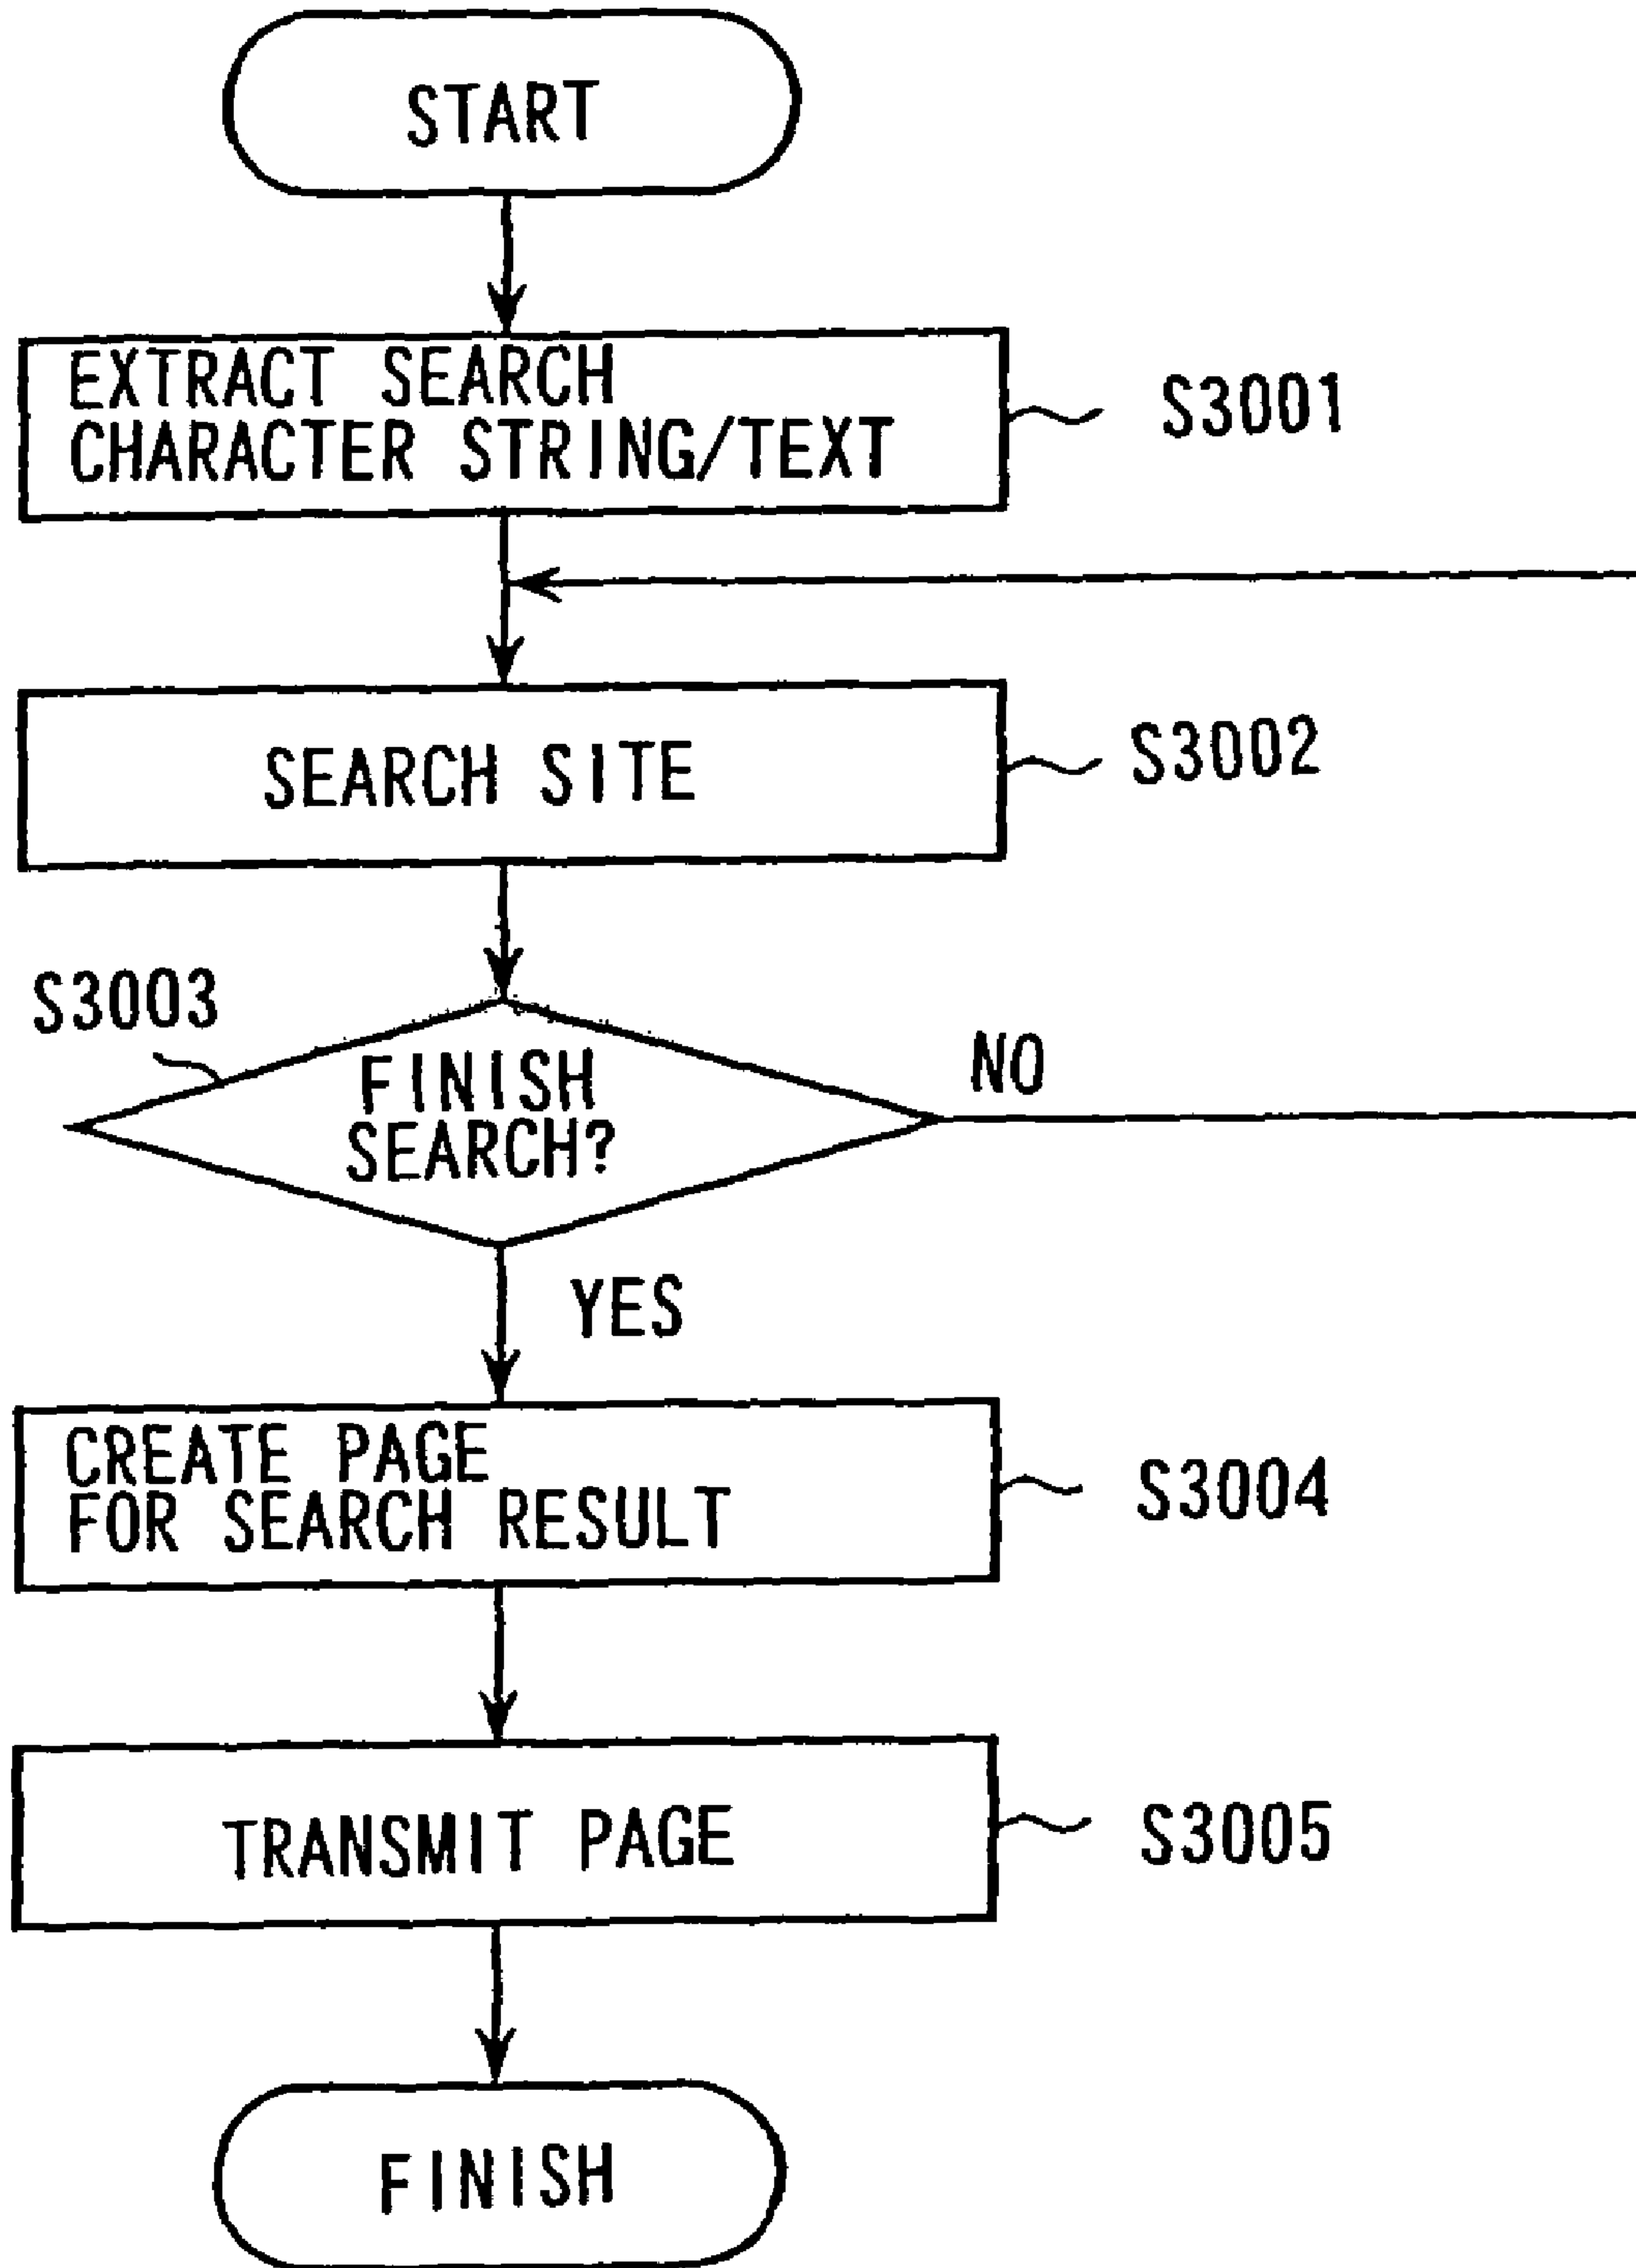 START
EXTRACT SEARCH
CHARACTER STRING/TEXT
S3001
SEARCH SITE
S3002
S3003
FINISH
SEARCH?
NO
YES
CREATE PAGE
FOR SEARCH RESULT
S3004
TRANSMIT PAGE
S3005
FINISH